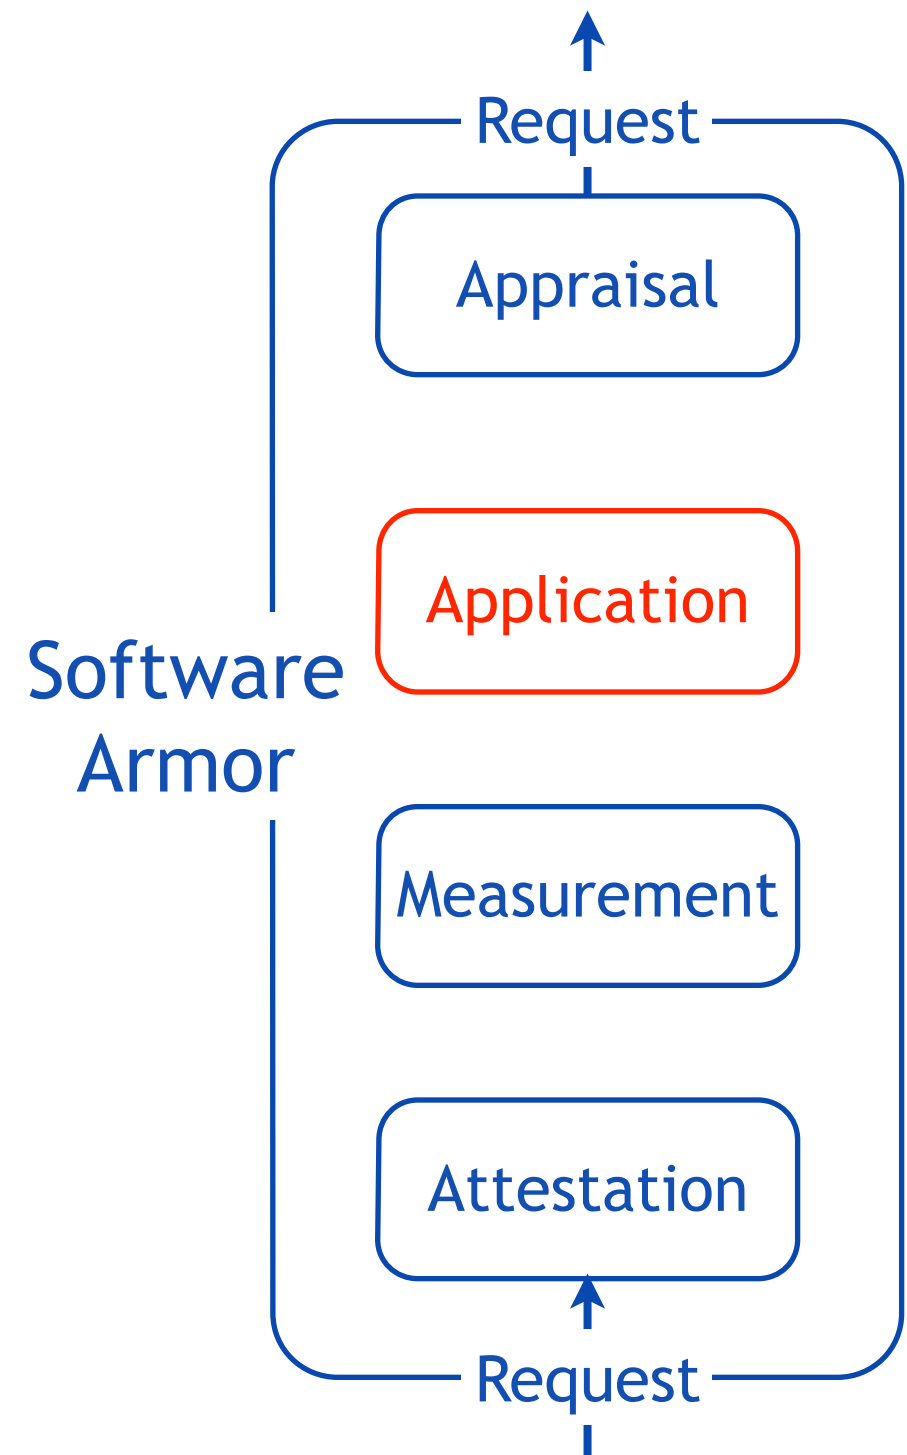 Request
Appraisal
Application
Software
Armor
Measurement
Attestation
Request